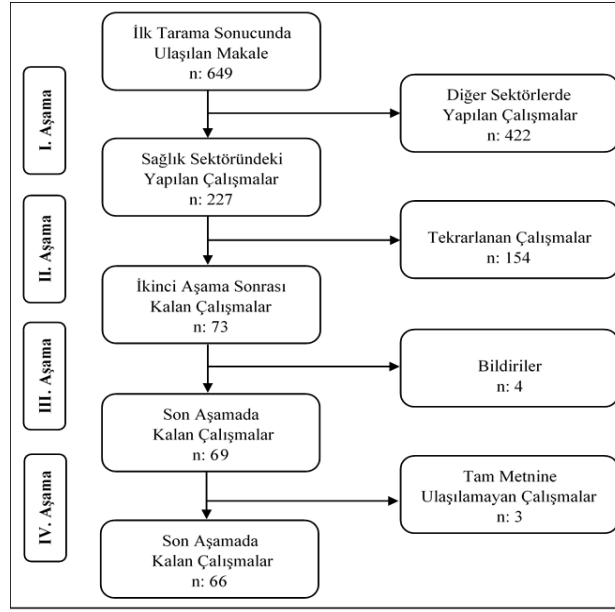 İlk Tarama Sonucunda
Ulaşılan Makale
n: 649
I. Aşama
Diğer Sektörlerde
Yapılan Çalışmalar
n: 422
Sağlık Sektöründeki
Yapılan Çalışmalar
n: 227
II. Aşama
Tekrarlanan Çalışmalar
n: 154
İkinci Aşama Sonrası
Kalan Çalışmalar
n: 73
III. Aşama
Bildiriler
n: 4
Son Aşamada
Kalan Çalışmalar
n: 69
IV. Aşama
Tam Metnine
Ulaşılamayan Çalışmalar
n: 3
Son Aşamada
Kalan Çalışmalar
n: 66